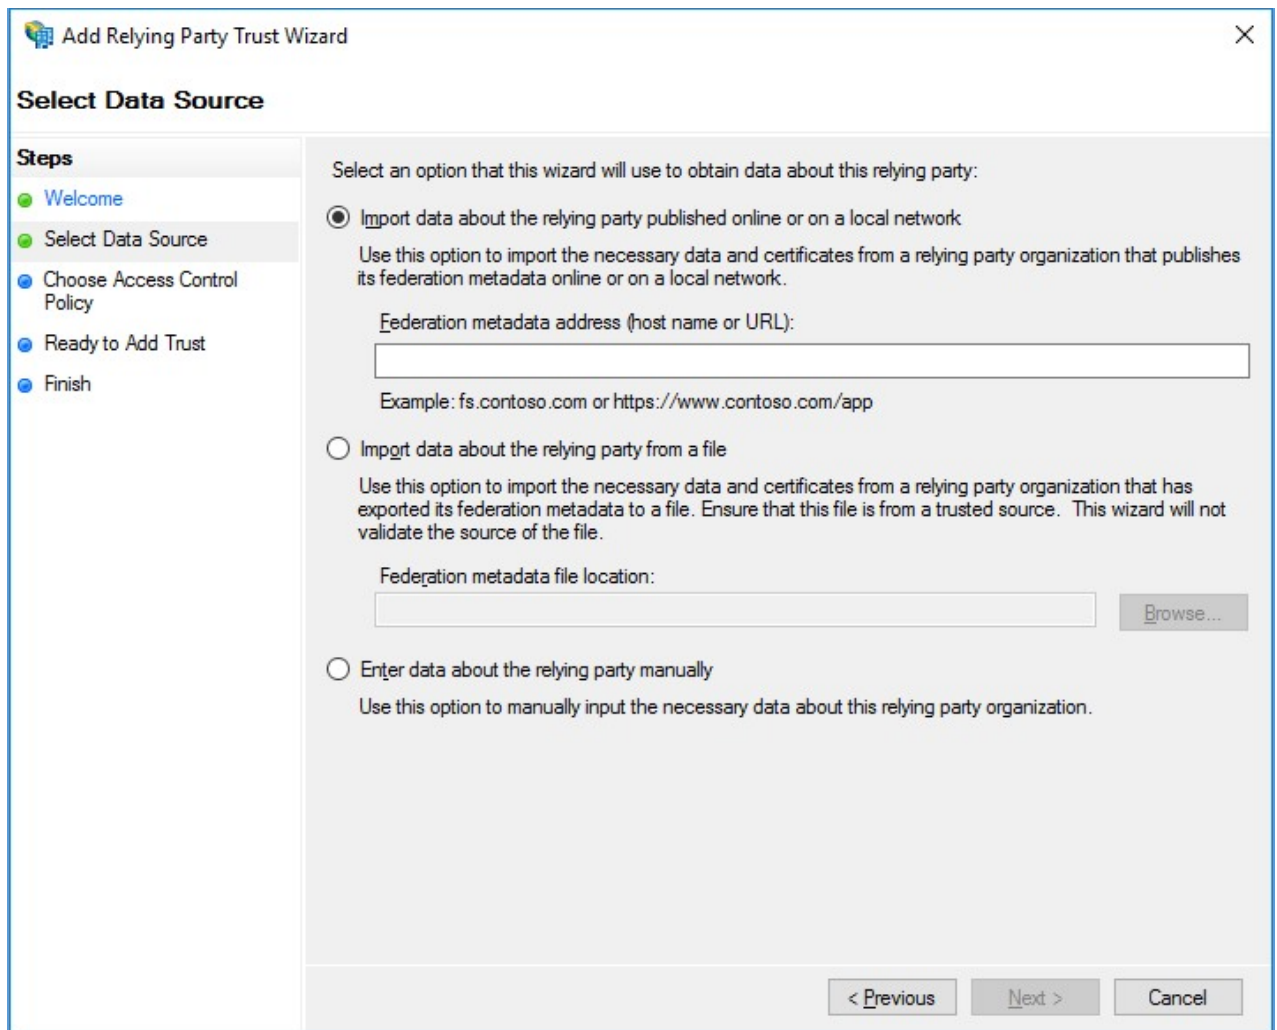 Add Relying Party Trust Wizard
Select Data Source
Steps
Welcome
Select Data Source
Choose Access Control
Policy
Ready to Add Trust
Finish
Select an option that this wizard will use to obtain data about this relying party:
Import data about the relying party published online or on a local network
Use this option to import the necessary data and certificates from a relying party organization that publishes
its federation metadata online or on a local network.
Federation metadata address (host name or URL):
Example: fs.contoso.com or https://www.contoso.com/app
Import data about the relying party from a file
Use this option to import the necessary data and certificates from a relying party organization that has
exported its federation metadata to a file. Ensure that this file is from a trusted source.  This wizard will not
validate the source of the file.
Federation metadata file location:
Browse...
Enter data about the relying party manually
Use this option to manually input the necessary data about this relying party organization.
< Previous
Next >
Cancel